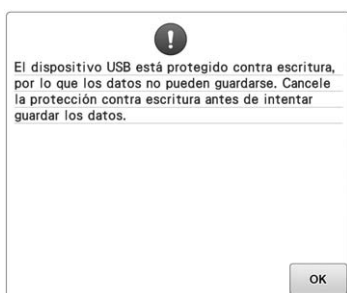 El dispositivo USB está protegido contra escritura,
por lo que los datos no pueden guardarse. Cancele
la protección contra escritura antes de intentar
guardar los datos.
OK